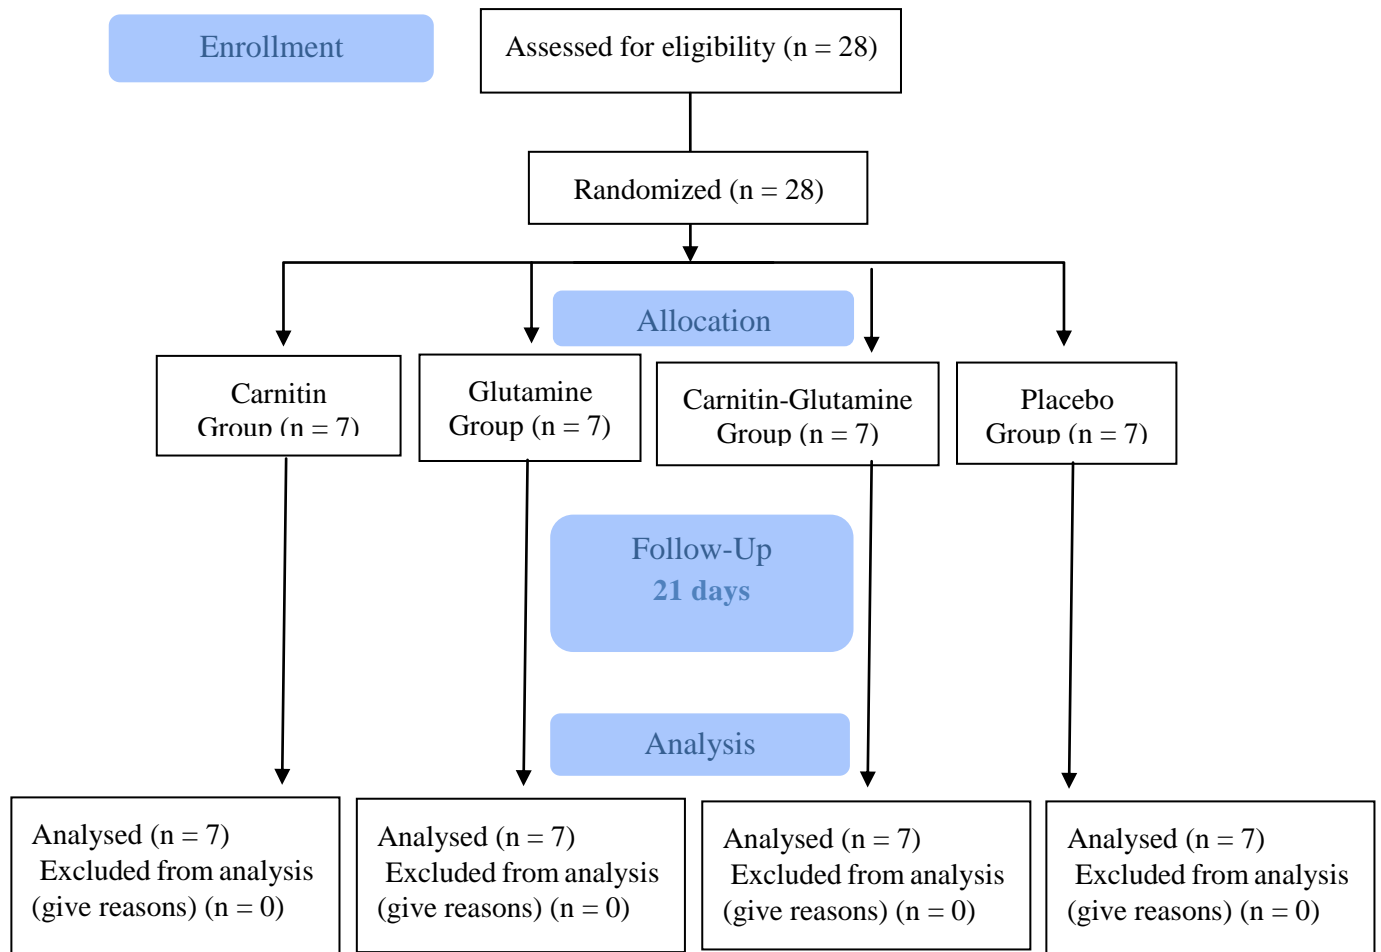 Enrollment
Assessed for eligibility (n = 28)
Randomized (n = 28)
Allocation
Carnitin
Group (n = 7)
Glutamine
Group (n = 7)
Carnitin-Glutamine
Group (n = 7)
Placebo
Group (n = 7)
Follow-Up
21 days
Analysis
Analysed (n = 7)
Excluded from analysis
(give reasons) (n = 0)
Analysed (n = 7)
Excluded from analysis
(give reasons) (n = 0)
Analysed (n = 7)
Excluded from analysis
(give reasons) (n = 0)
Analysed (n = 7)
Excluded from analysis
(give reasons) (n = 0)